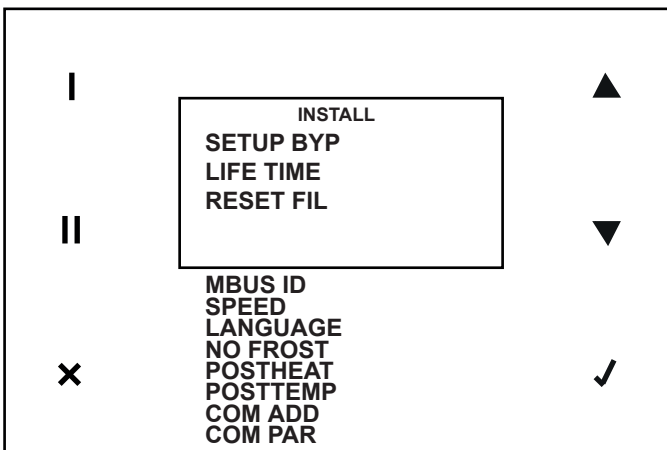 I
INSTALL
SETUP BYP
LIFE TIME
RESET FIL
II
MBUS ID
SPEED
LANGUAGE
NO FROST
POSTHEAT
POSTTEMP
COM ADD
COM PAR